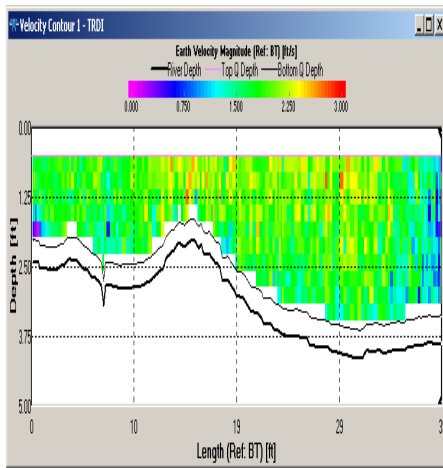 Velocity Contour 1 - TRDI
Earth Velocity Magnitude (Ref: BT) [ft/s]
River Depth Top Q Depth Bottom Q Depth
0.000 0.750 1.500 2.250 3.000
0.00
1.25
2.50
3.75
5.00
Depth [ft]
0 10 19 29 3
Length (Ref: BT) [ft]